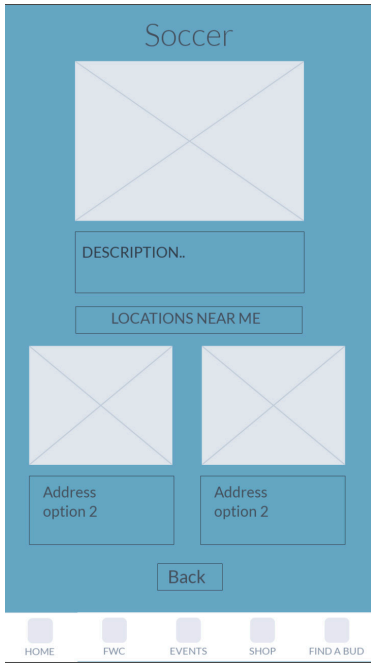 Soccer
DESCRIPTION..
LOCATIONS NEAR ME
Address
option 2
Address
option 2
Back
HOME
FWC
EVENTS
SHOP
FIND A BUD